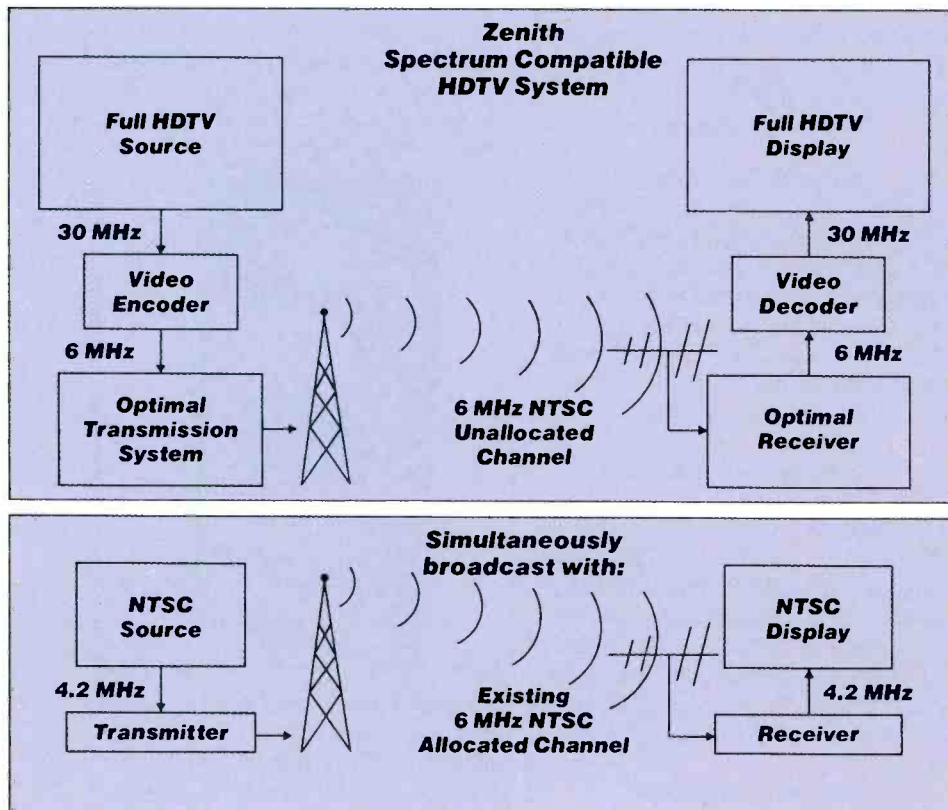 Zenith
Spectrum Compatible
HDTV System
Full HDTV
Source
30 MHz
Video
Encoder
6 MHz
Optimal
Transmission
System
6 MHz NTSC
Unallocated
Channel
Full HDTV
Display
30 MHz
Video
Decoder
6 MHz
Optimal
Receiver
Simultaneously
broadcast with:
NTSC
Source
4.2 MHz
Transmitter
Existing
6 MHz NTSC
Allocated Channel
NTSC
Display
4.2 MHz
Receiver